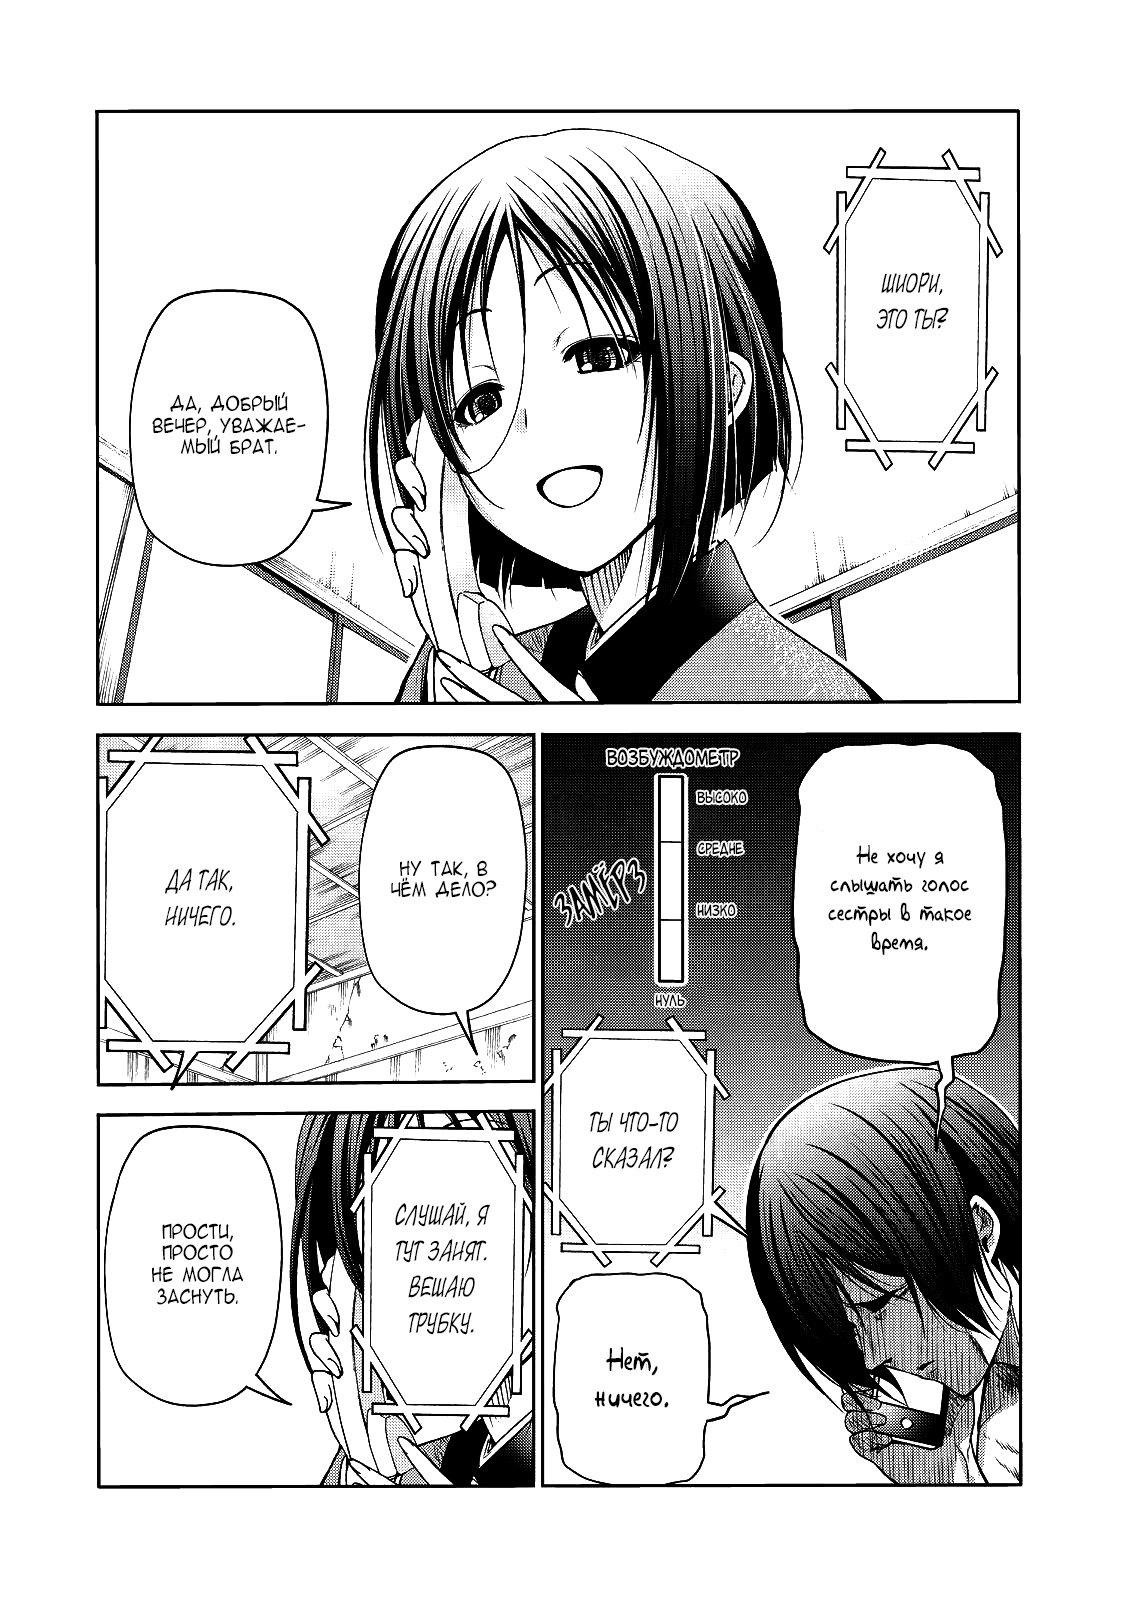 ШИОРИ,
ЭТО ТЫ?
ДА, ДОБРЫЙ
ВЕЧЕР, УВАЖАЕ-
МЫЙ БРАТ.
Не хочу я
слышать голос
сестры в такое
время.
ВОЗБУЖДОМЕТР
ВЫСОКО
СРЕДНЕ
НИЗКО
НУЛЬ
ЗАМЁРЗ
ТЫ ЧТО-ТО
СКАЗАЛ?
Нет,
ничего.
НУ ТАК, В
ЧЁМ ДЕЛО?
ДА ТАК,
НИЧЕГО.
СЛУШАЙ, Я
ТУТ ЗАНЯТ.
ВЕШАЮ
ТРУБКУ.
ПРОСТИ,
ПРОСТО
НЕ МОГЛА
ЗАСНУТЬ.